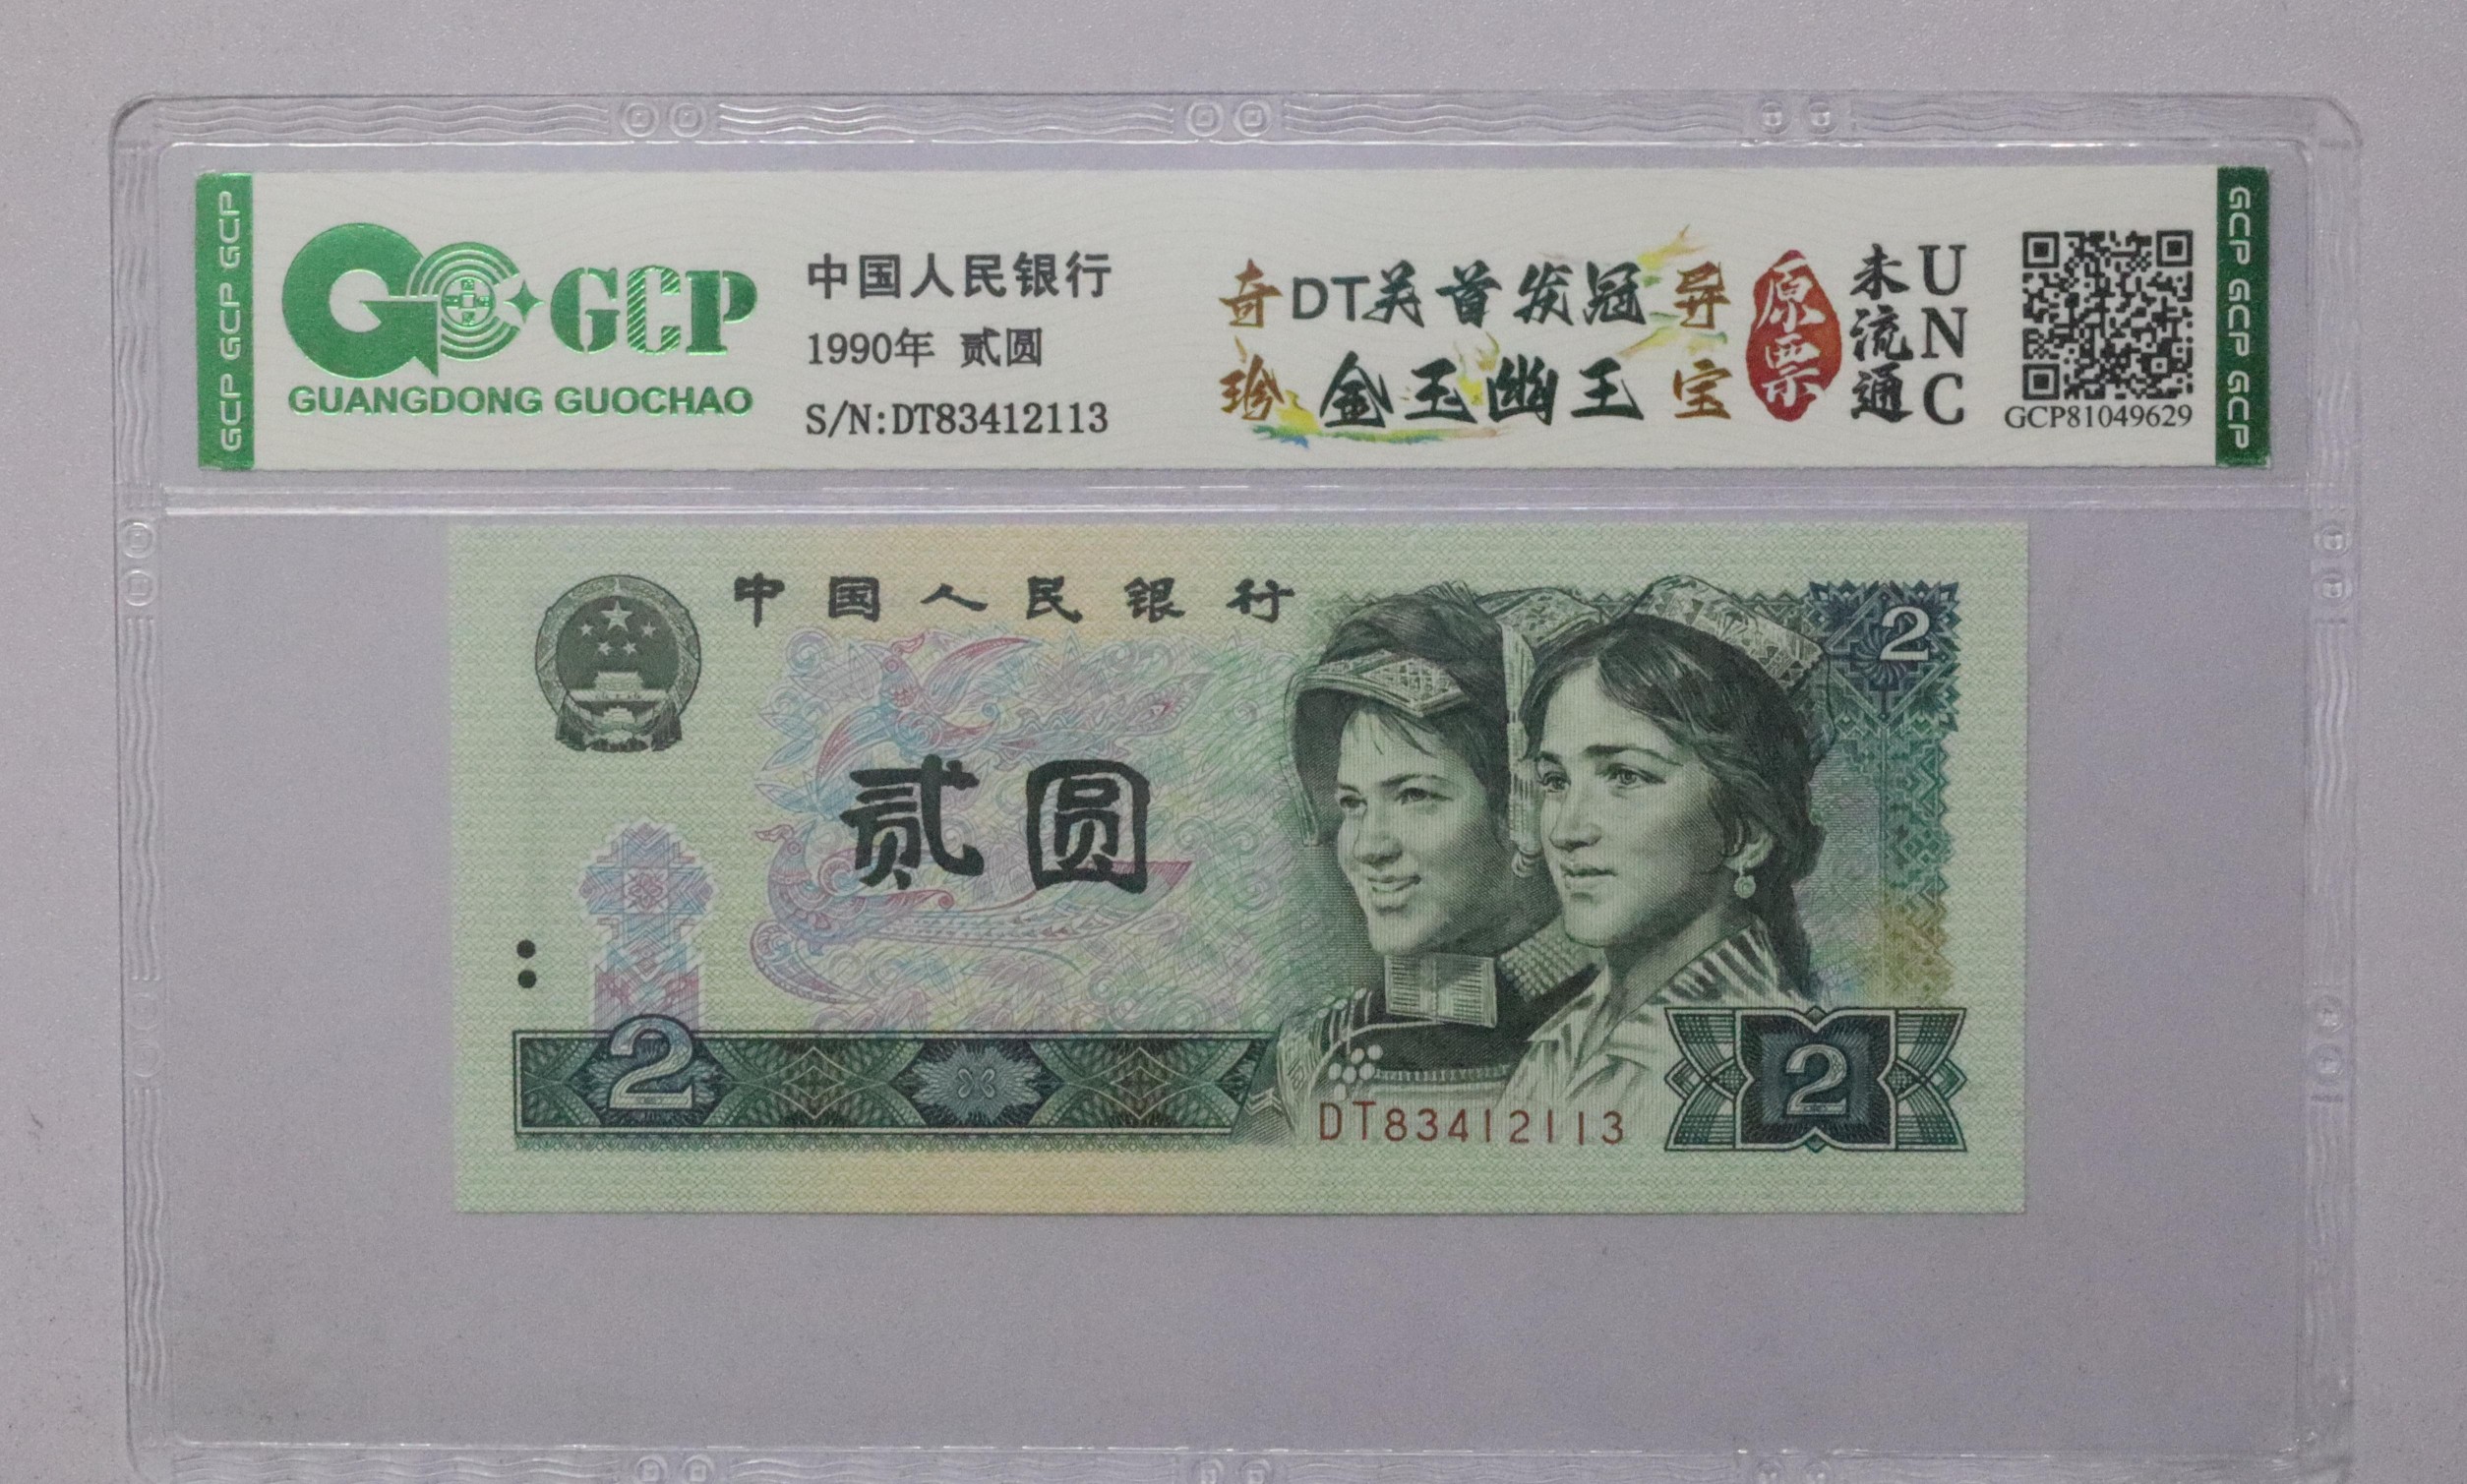 GCP GCP GCP
GCP
GUANGDONG GUOCHAO
中国人民银行
1990年 贰圆
S/N:DT83412113
奇珍
DT关首发冠
金玉幽王
异宝
原票
未流通
UNC
GCP81049629
GCP GCP GCP
中国人民银行
2
贰圆
2
DT83412113
2